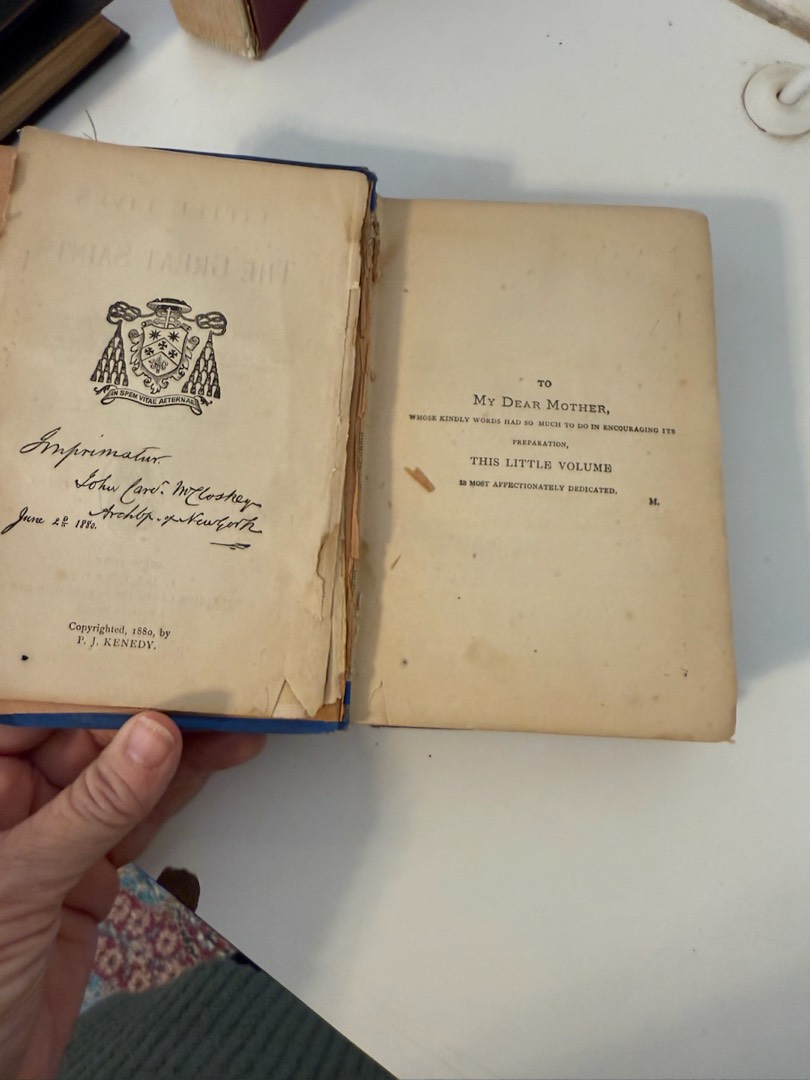 IN SPEM VITAE AETERNAE
Imprimatur.
John Card. McCloskey
Archbp. of New York
June 2d 1880.
Copyrighted, 1880, by
P. J. KENEDY.
TO
MY DEAR MOTHER,
WHOSE KINDLY WORDS HAD SO MUCH TO DO IN ENCOURAGING ITS
PREPARATION,
THIS LITTLE VOLUME
IS MOST AFFECTIONATELY DEDICATED,
M.